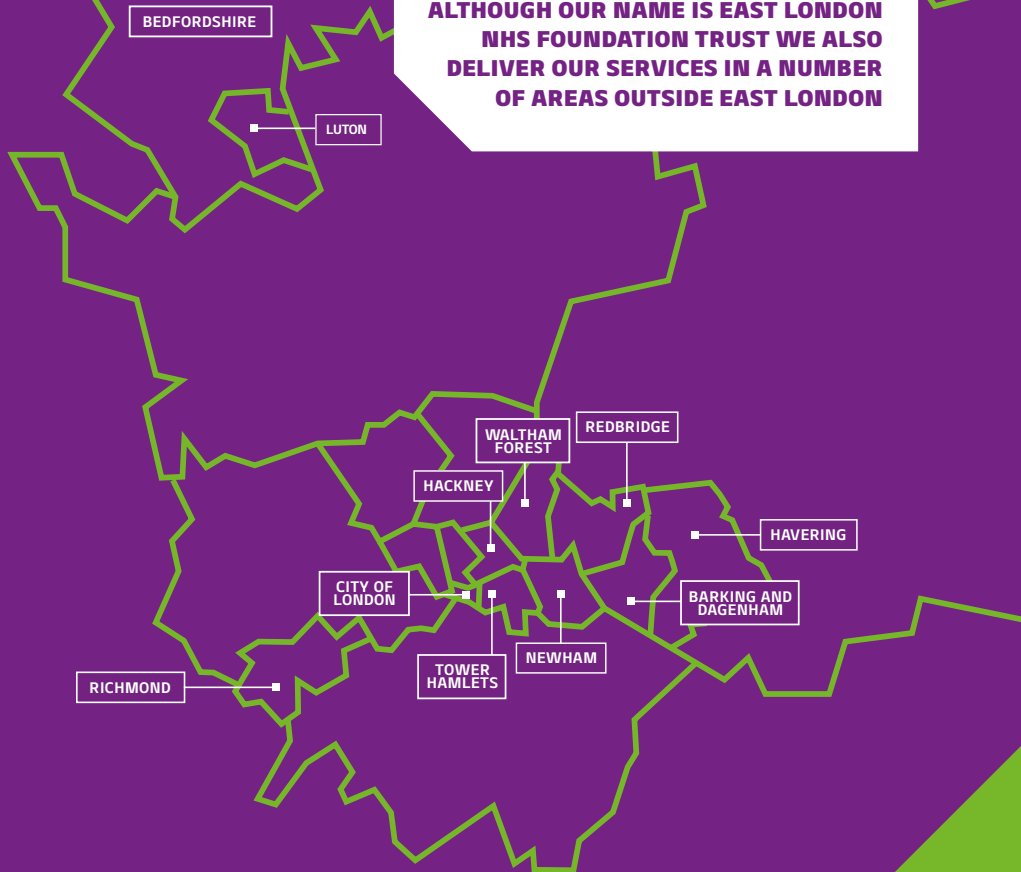 BEDFORDSHIRE
ALTHOUGH OUR NAME IS EAST LONDON
NHS FOUNDATION TRUST WE ALSO
DELIVER OUR SERVICES IN A NUMBER
OF AREAS OUTSIDE EAST LONDON
LUTON
WALTHAM
FOREST
REDBRIDGE
HACKNEY
HAVERING
CITY OF
LONDON
BARKING AND
DAGENHAM
NEWHAM
TOWER
HAMLETS
RICHMOND